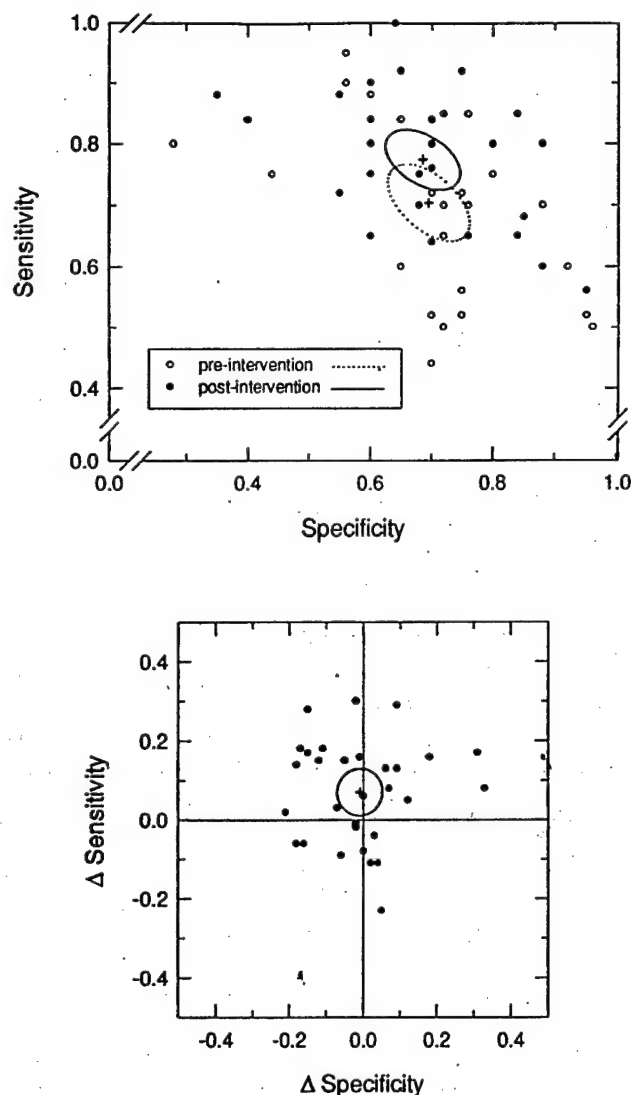 1.0
0.8
0.6
0.4
0.0
Sensitivity
pre-intervention
post-intervention
0.0 0.4 0.6 0.8 1.0
Specificity
0.4
0.2
0.0
-0.2
-0.4
Δ Sensitivity
-0.4 -0.2 0.0 0.2 0.4
Δ Specificity